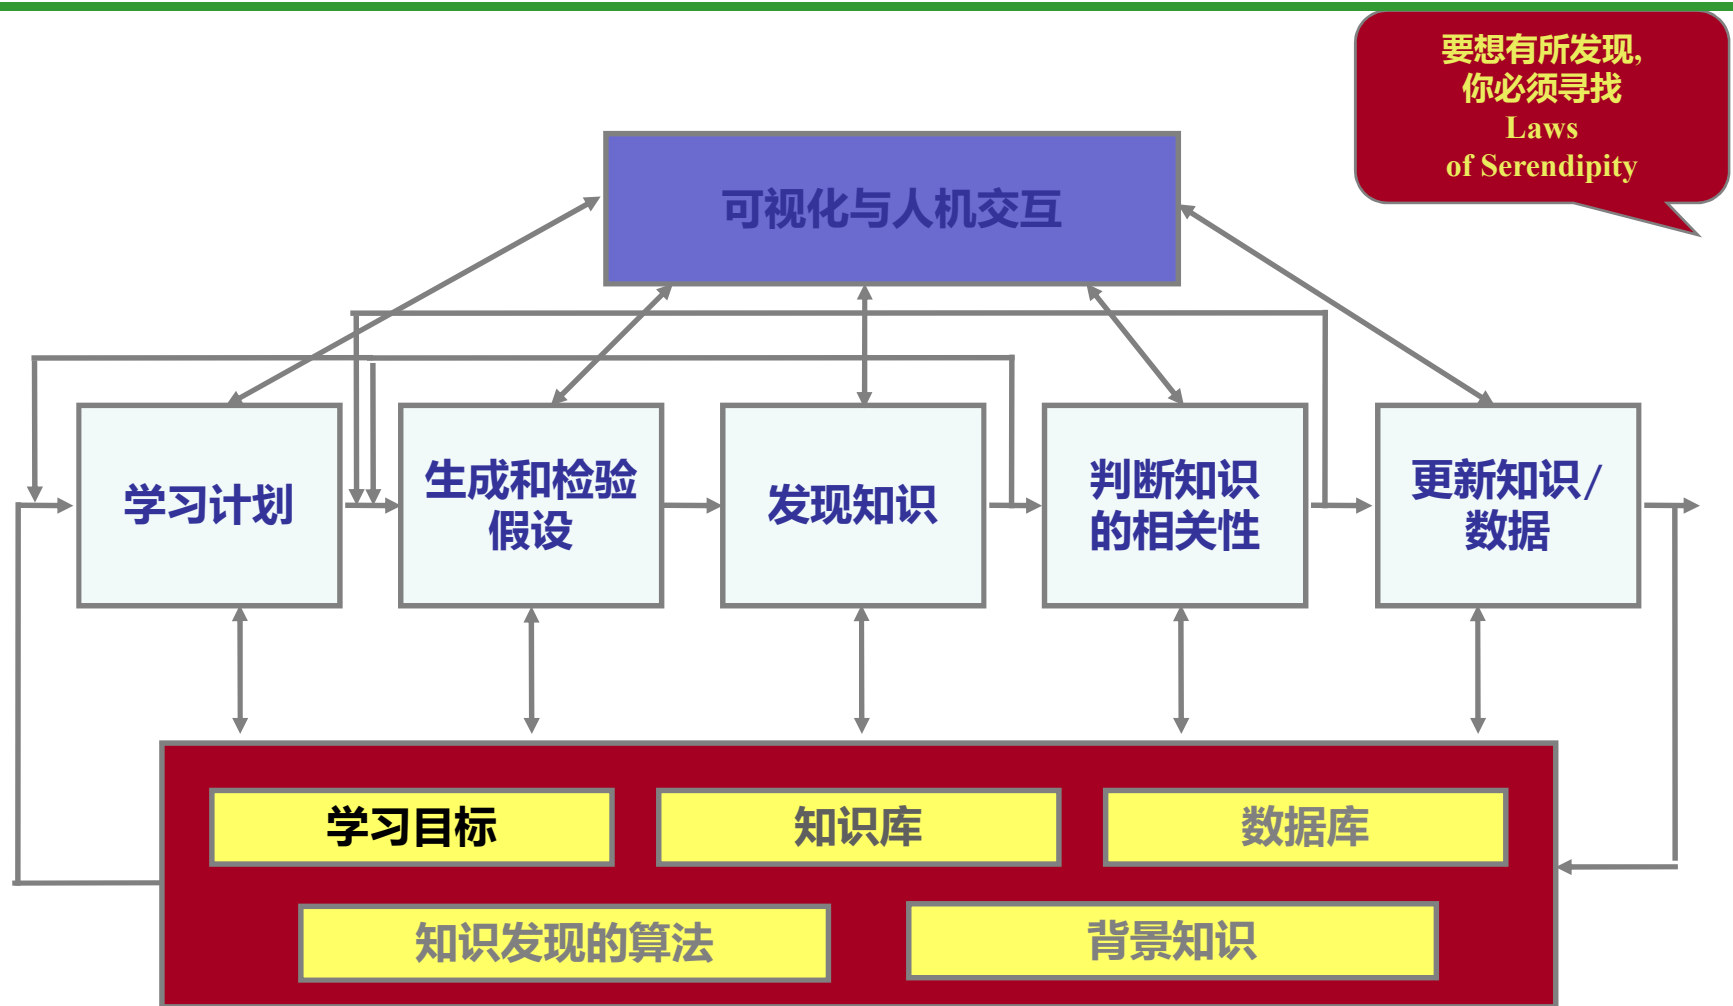 要想有所发现,
你必须寻找
Laws
of Serendipity
可视化与人机交互
学习计划
生成和检验
假设
发现知识
判断知识
的相关性
更新知识/
数据
学习目标
知识库
数据库
知识发现的算法
背景知识